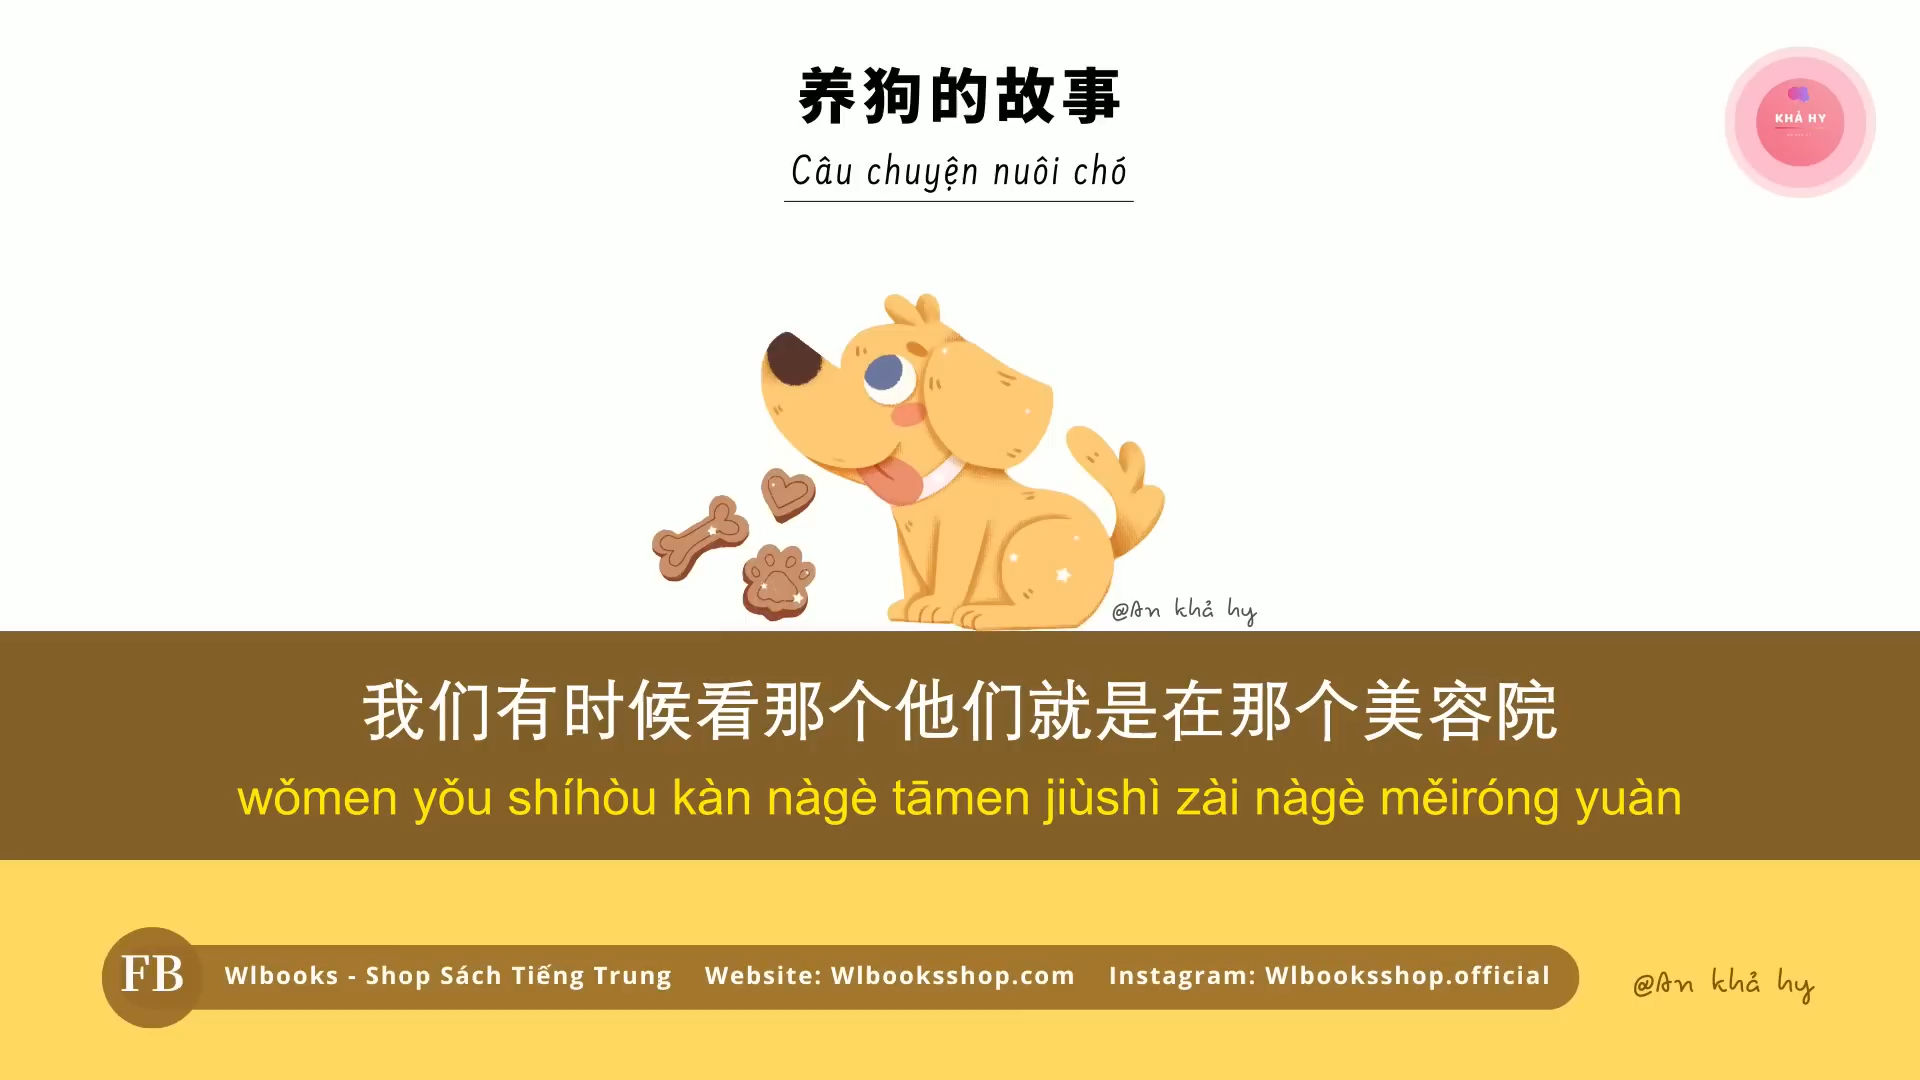 养狗的故事
Câu chuyện nuôi chó
KHẢ HY
@An khả hy
我们有时候看那个他们就是在那个美容院
wǒmen yǒu shíhòu kàn nàgè tāmen jiùshì zài nàgè měiróng yuàn
FB
Wlbooks - Shop Sách Tiếng Trung Website: Wlbooksshop.com Instagram: Wlbooksshop.official
@An khả hy